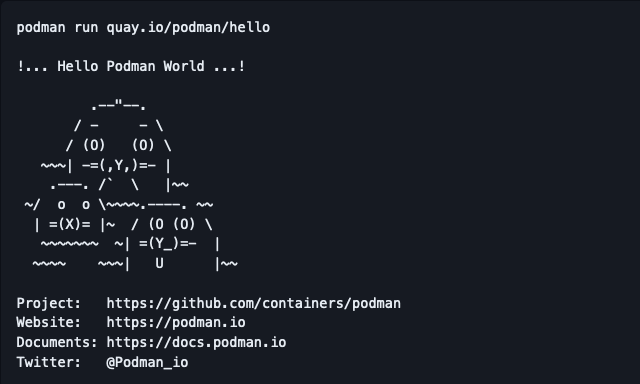 podman run quay.io/podman/hello
!... Hello Podman World ...!
         .--"--.
       / -     - \
      / (O)   (O) \
   ~~~| -=(,Y,)=- |
    .---. /`  \   |~~
 ~/  o  o \~~~~.----. ~~
  | =(X)= |~  / (O (O) \
   ~~~~~~~  ~| =(Y_)=-  |
  ~~~~    ~~~|   U      |~~
Project:   https://github.com/containers/podman
Website:   https://podman.io
Documents: https://docs.podman.io
Twitter:   @Podman_io